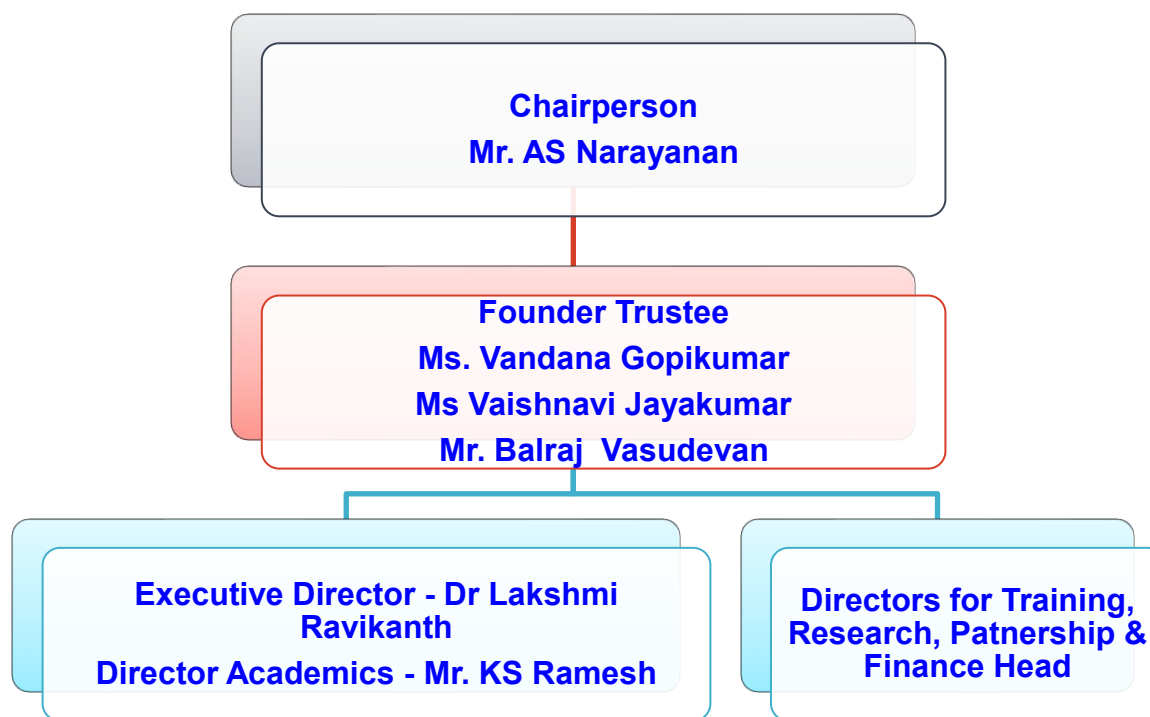 Chairperson
Mr. AS Narayanan
Founder Trustee
Ms. Vandana Gopikumar
Ms Vaishnavi Jayakumar
Mr. Balraj  Vasudevan
Executive Director - Dr Lakshmi
Ravikanth
Director Academics - Mr. KS Ramesh
Directors for Training,
Research, Patnership &
Finance Head